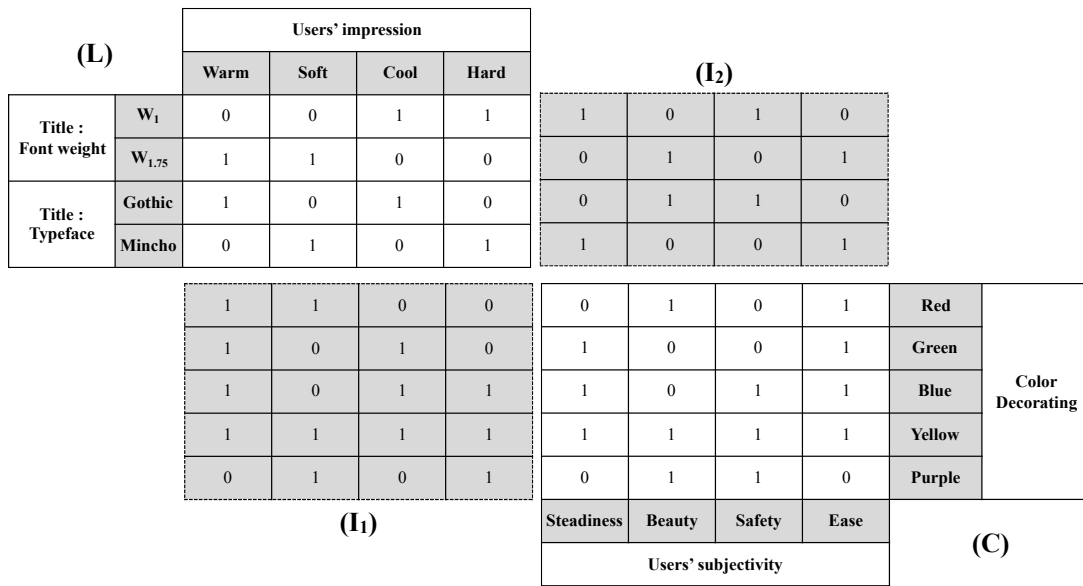 Users' impression
(L)
Warm Soft Cool Hard
(I₂)
Title :
Font weight
W₁ 0 0 1 1 1 0 1 0
W₁.₇₅ 1 1 0 0 0 1 0 1
Title :
Typeface
Gothic 1 0 1 0 0 1 1 0
Mincho 0 1 0 1 1 0 0 1
1 1 0 0 0 1 0 1 Red
1 0 1 0 1 0 0 1 Green
1 0 1 1 1 0 1 1 Blue
Color
Decorating
1 1 1 1 1 1 1 1 Yellow
0 1 0 1 0 1 1 0 Purple
(I₁)
Steadiness Beauty Safety Ease
(C)
Users' subjectivity